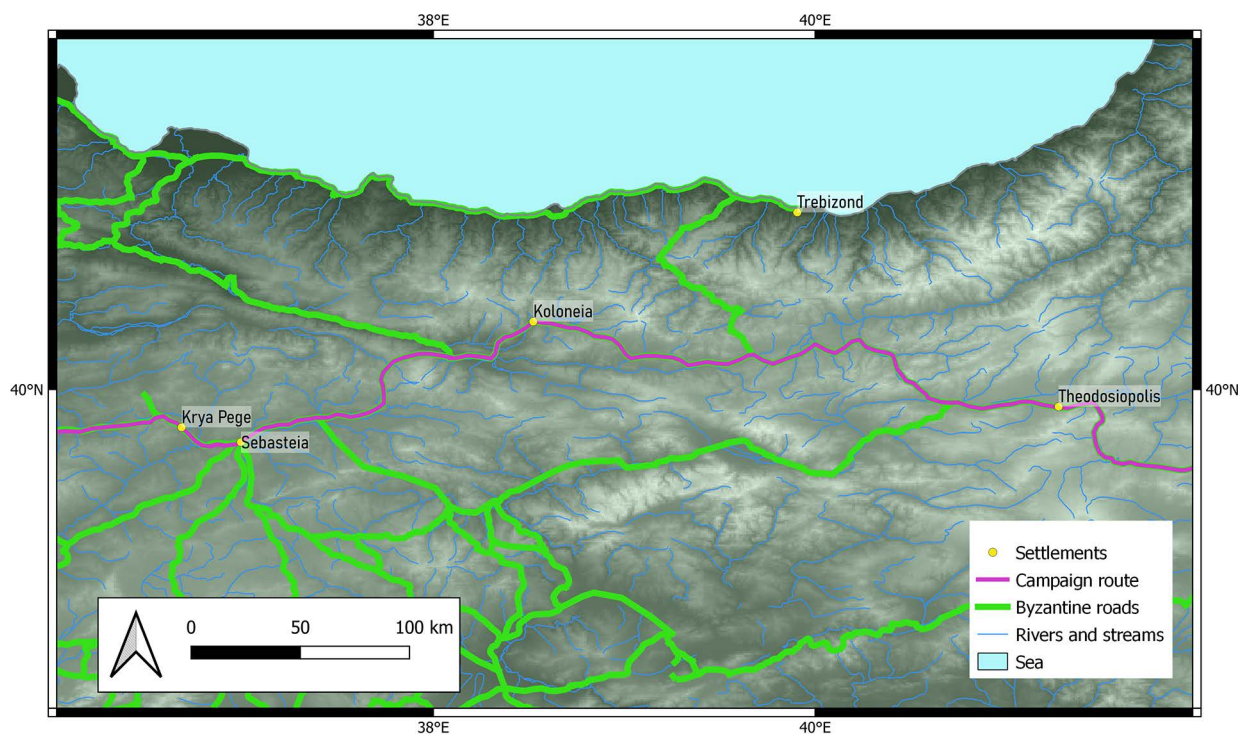 38°E 40°E
Trebizond
Koloneia
40°N 40°N
Theodosiopolis
Krya Pege
Sebasteia
Settlements
Campaign route
Byzantine roads
Rivers and streams
Sea
0 50 100 km
38°E 40°E